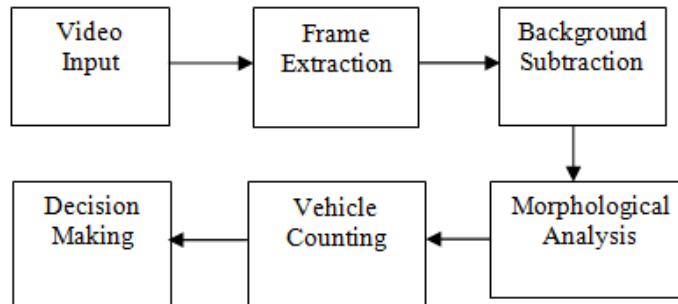 Video
Input
Frame
Extraction
Background
Subtraction
Morphological
Analysis
Vehicle
Counting
Decision
Making